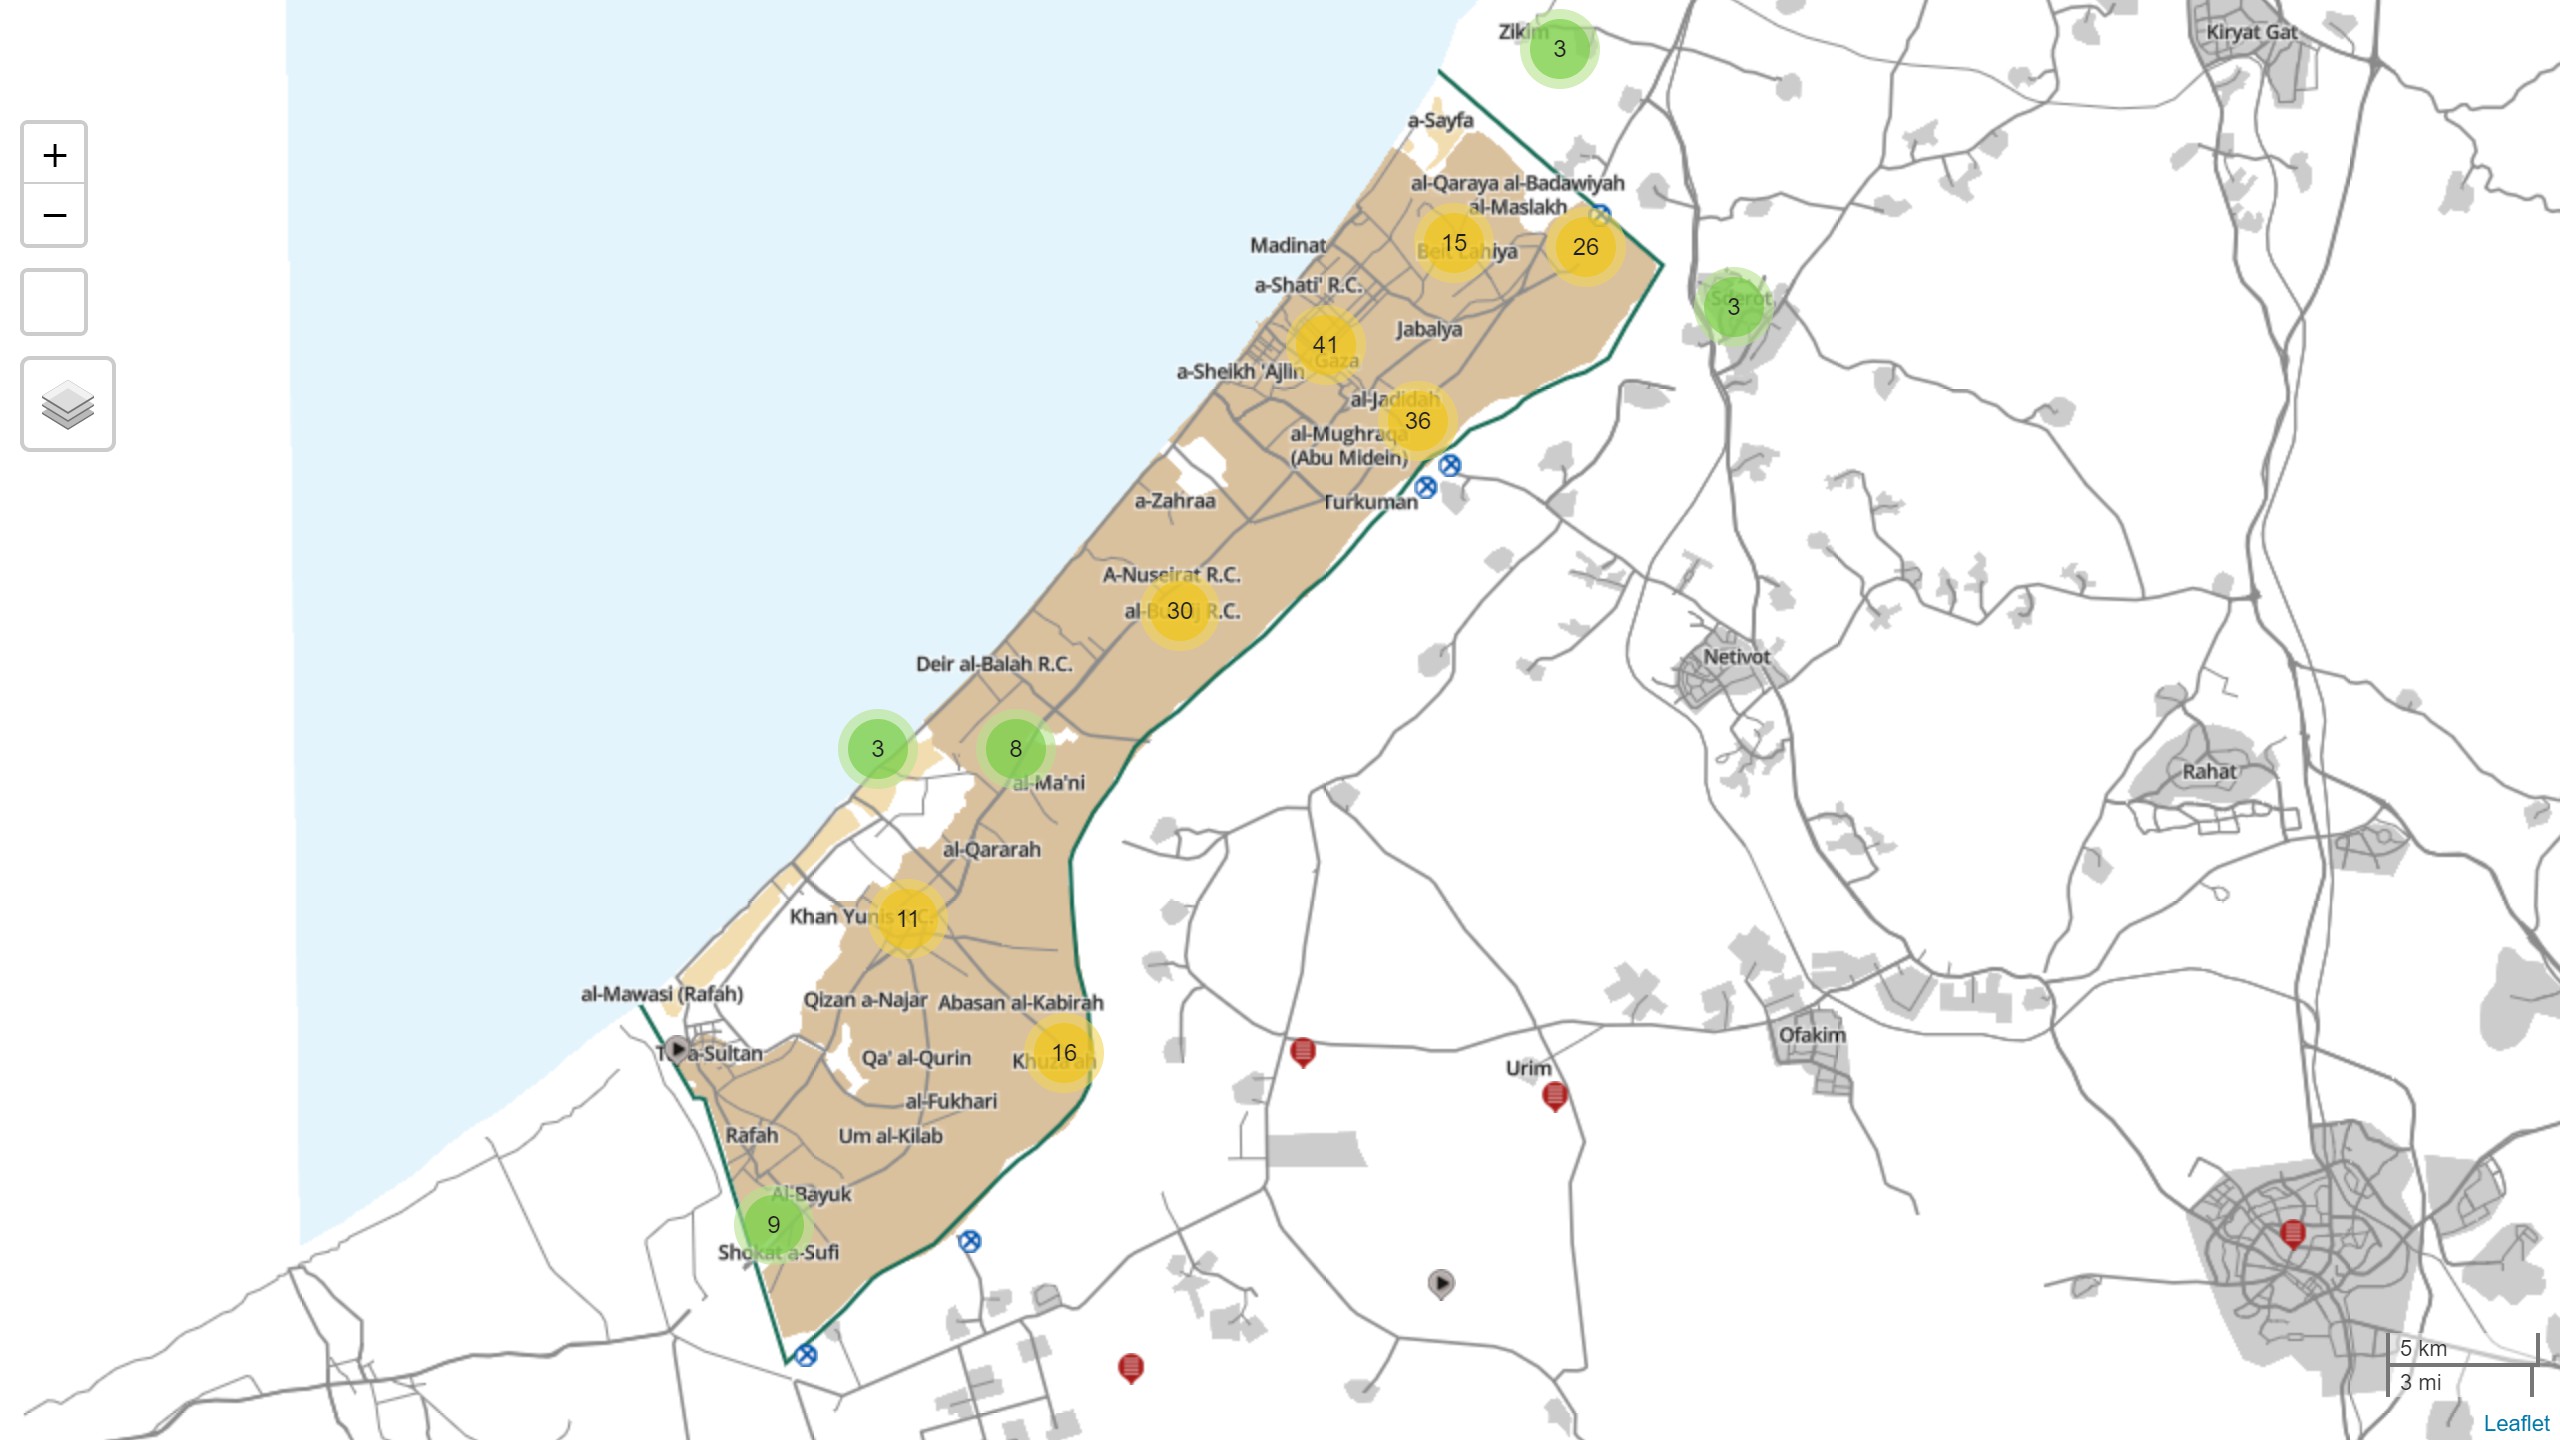 Zikim
3
Kiryat Gat
a-Sayfa
+
−
al-Qaraya al-Badawiyah
al-Maslakh
Madinat
15
Beit Lahiya
26
a-Shati' R.C.
Sderot
3
Jabalya
41
Gaza
a-Sheikh 'Ajlin
al-Jadidah
36
al-Mughraqa
(Abu Midein)
a-Zahraa
Turkuman
A-Nuseirat R.C.
al-Buraij R.C.
30
Netivot
Deir al-Balah R.C.
3
8
al-Ma'ni
Rahat
al-Qararah
Khan Yunis R.C.
11
al-Mawasi (Rafah)
Qizan a-Najar
Abasan al-Kabirah
Ofakim
a-Sultan
Qa' al-Qurin
Khuza'ah
16
Urim
al-Fukhari
Rafah
Um al-Kilab
Al-Bayuk
9
Shokat a-Sufi
5 km
3 mi
Leaflet